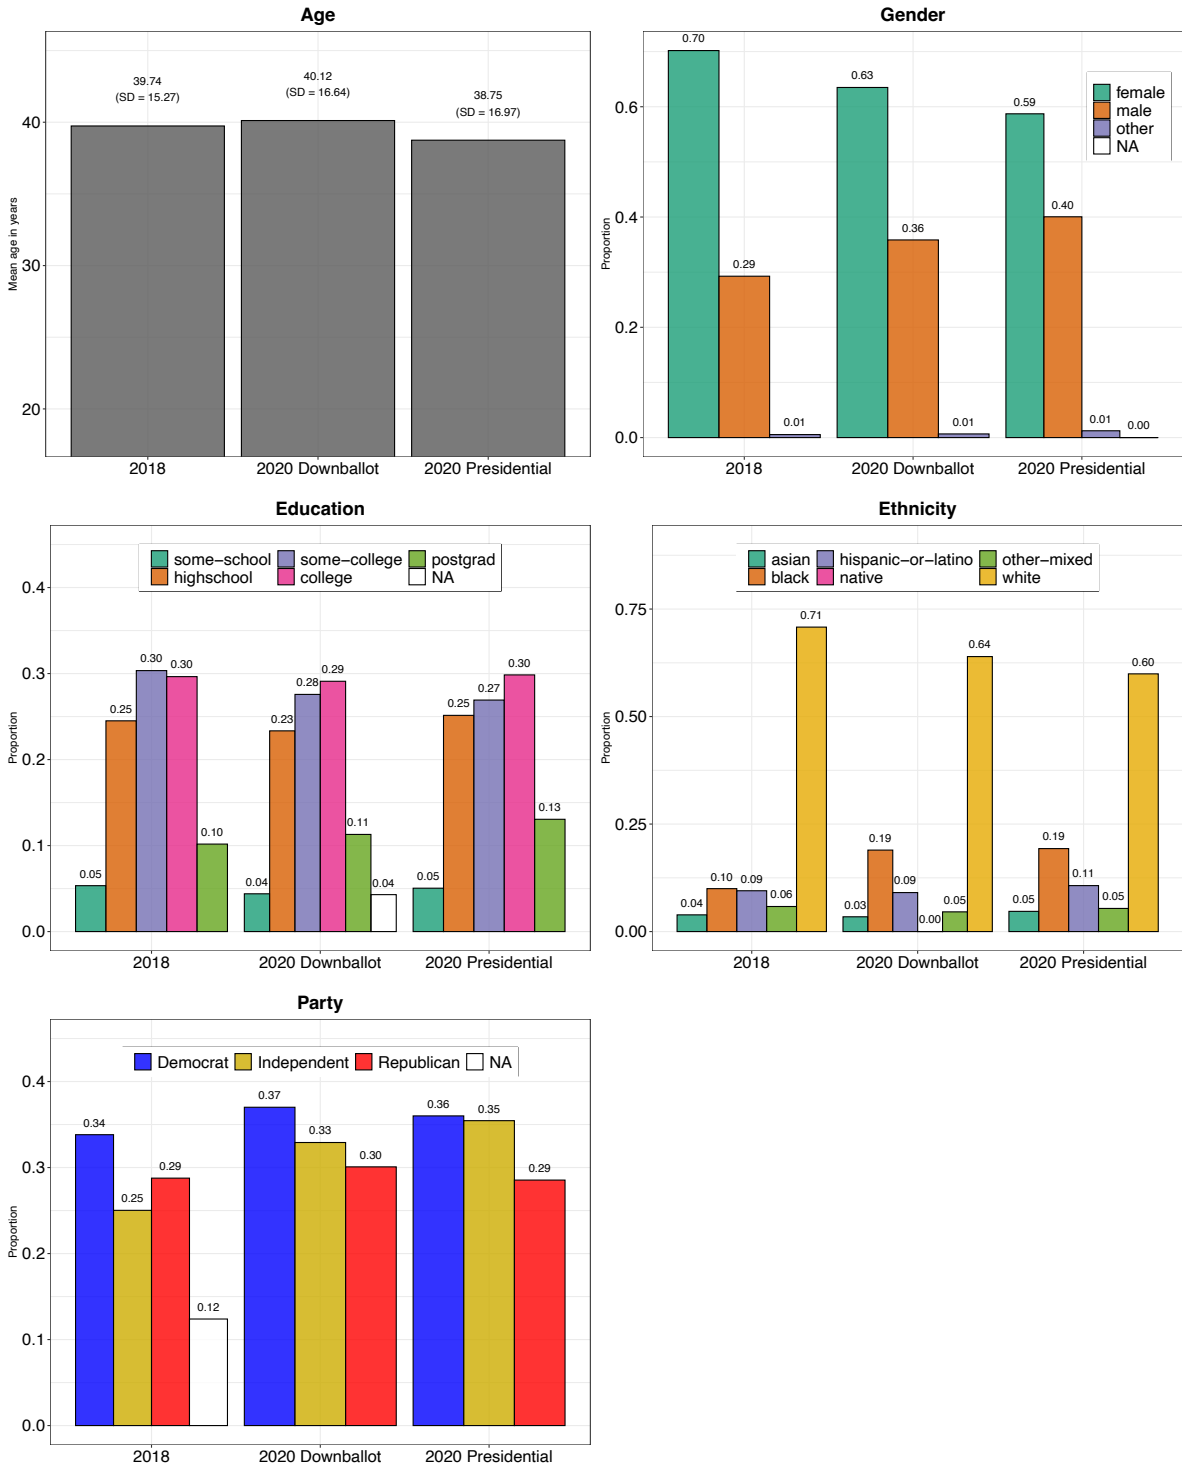 Age
39.74
(SD = 15.27)
40.12
(SD = 16.64)
38.75
(SD = 16.97)
40
30
20
Mean age in years
2018
2020 Downballot
2020 Presidential
Gender
female
male
other
NA
0.70
0.29
0.01
0.63
0.36
0.01
0.59
0.40
0.01
0.00
0.6
0.4
0.2
0.0
Proportion
2018
2020 Downballot
2020 Presidential
Education
some−school
some−college
postgrad
highschool
college
NA
0.05
0.25
0.30
0.30
0.10
0.04
0.23
0.28
0.29
0.11
0.04
0.05
0.25
0.27
0.30
0.13
0.4
0.3
0.2
0.1
0.0
Proportion
2018
2020 Downballot
2020 Presidential
Ethnicity
asian
hispanic−or−latino
other−mixed
black
native
white
0.04
0.10
0.09
0.06
0.71
0.03
0.19
0.09
0.00
0.05
0.64
0.05
0.19
0.11
0.05
0.60
0.75
0.50
0.25
0.00
Proportion
2018
2020 Downballot
2020 Presidential
Party
Democrat
Independent
Republican
NA
0.34
0.25
0.29
0.12
0.37
0.33
0.30
0.36
0.35
0.29
0.4
0.3
0.2
0.1
0.0
Proportion
2018
2020 Downballot
2020 Presidential